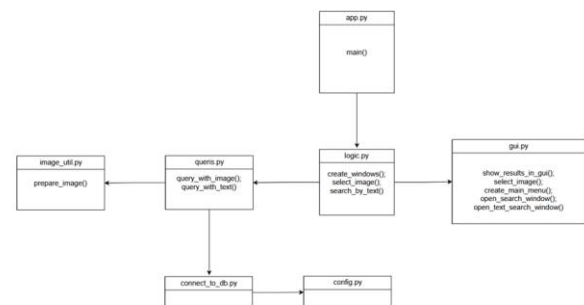 app.py
main()
image_util.py
prepare_image()
queris.py
query_with_image();
query_with_text()
logic.py
create_windows();
select_image();
search_by_text()
gui.py
show_results_in_gui();
select_image();
create_main_menu();
open_search_window();
open_text_search_window()
connect_to_db.py
config.py